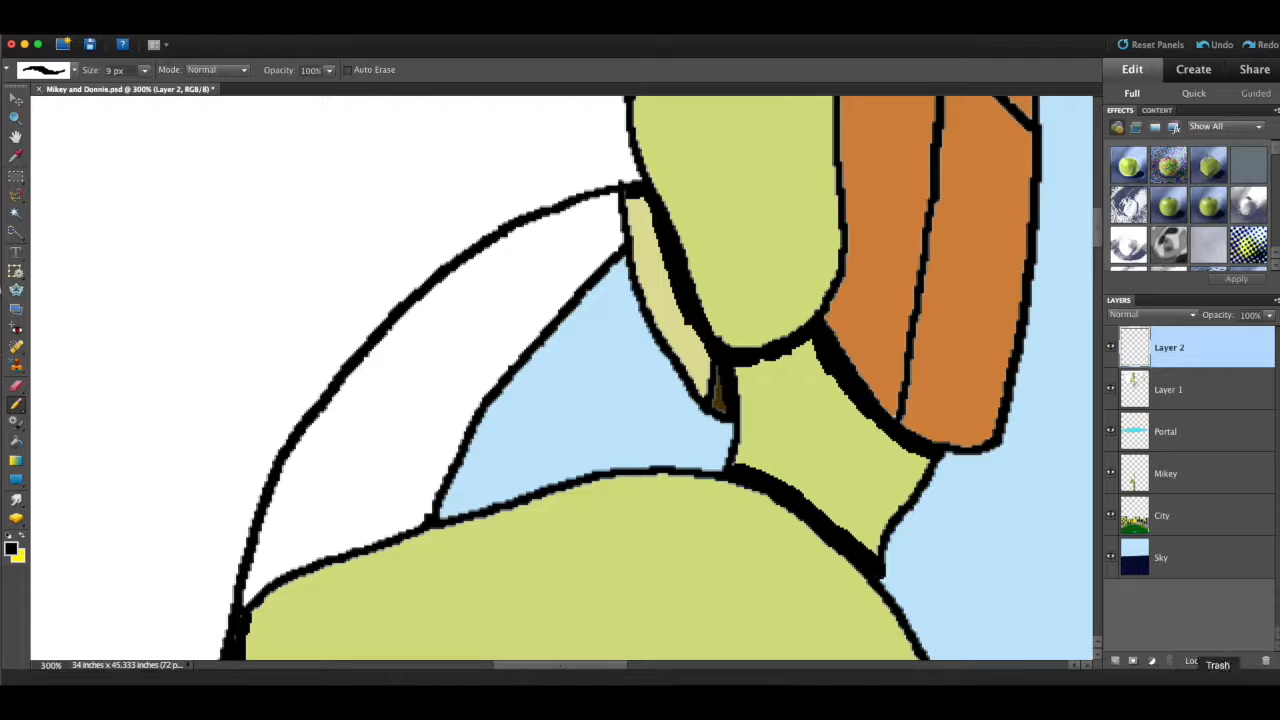 Reset Panels Undo Redo
Size: 9 px Mode: Normal Opacity: 100% Auto Erase
Edit Create Share
Mikey and Donnie.psd @ 300% (Layer 2, RGB/8) *
Full Quick Guided
EFFECTS CONTENT
Show All
Apply
LAYERS
Normal Opacity: 100%
Layer 2
Layer 1
Portal
Mikey
City
Sky
300% 34 inches x 45.333 inches (72 p...
Trash